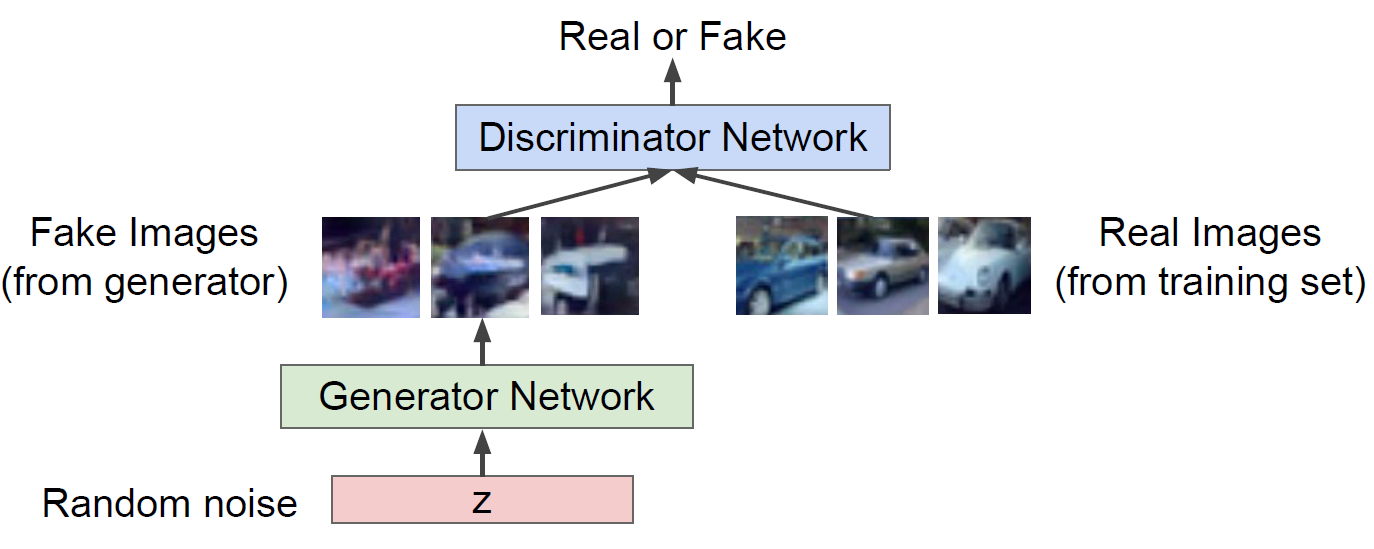 Real or Fake
Discriminator Network
Fake Images
(from generator)
Real Images
(from training set)
Generator Network
Random noise
z